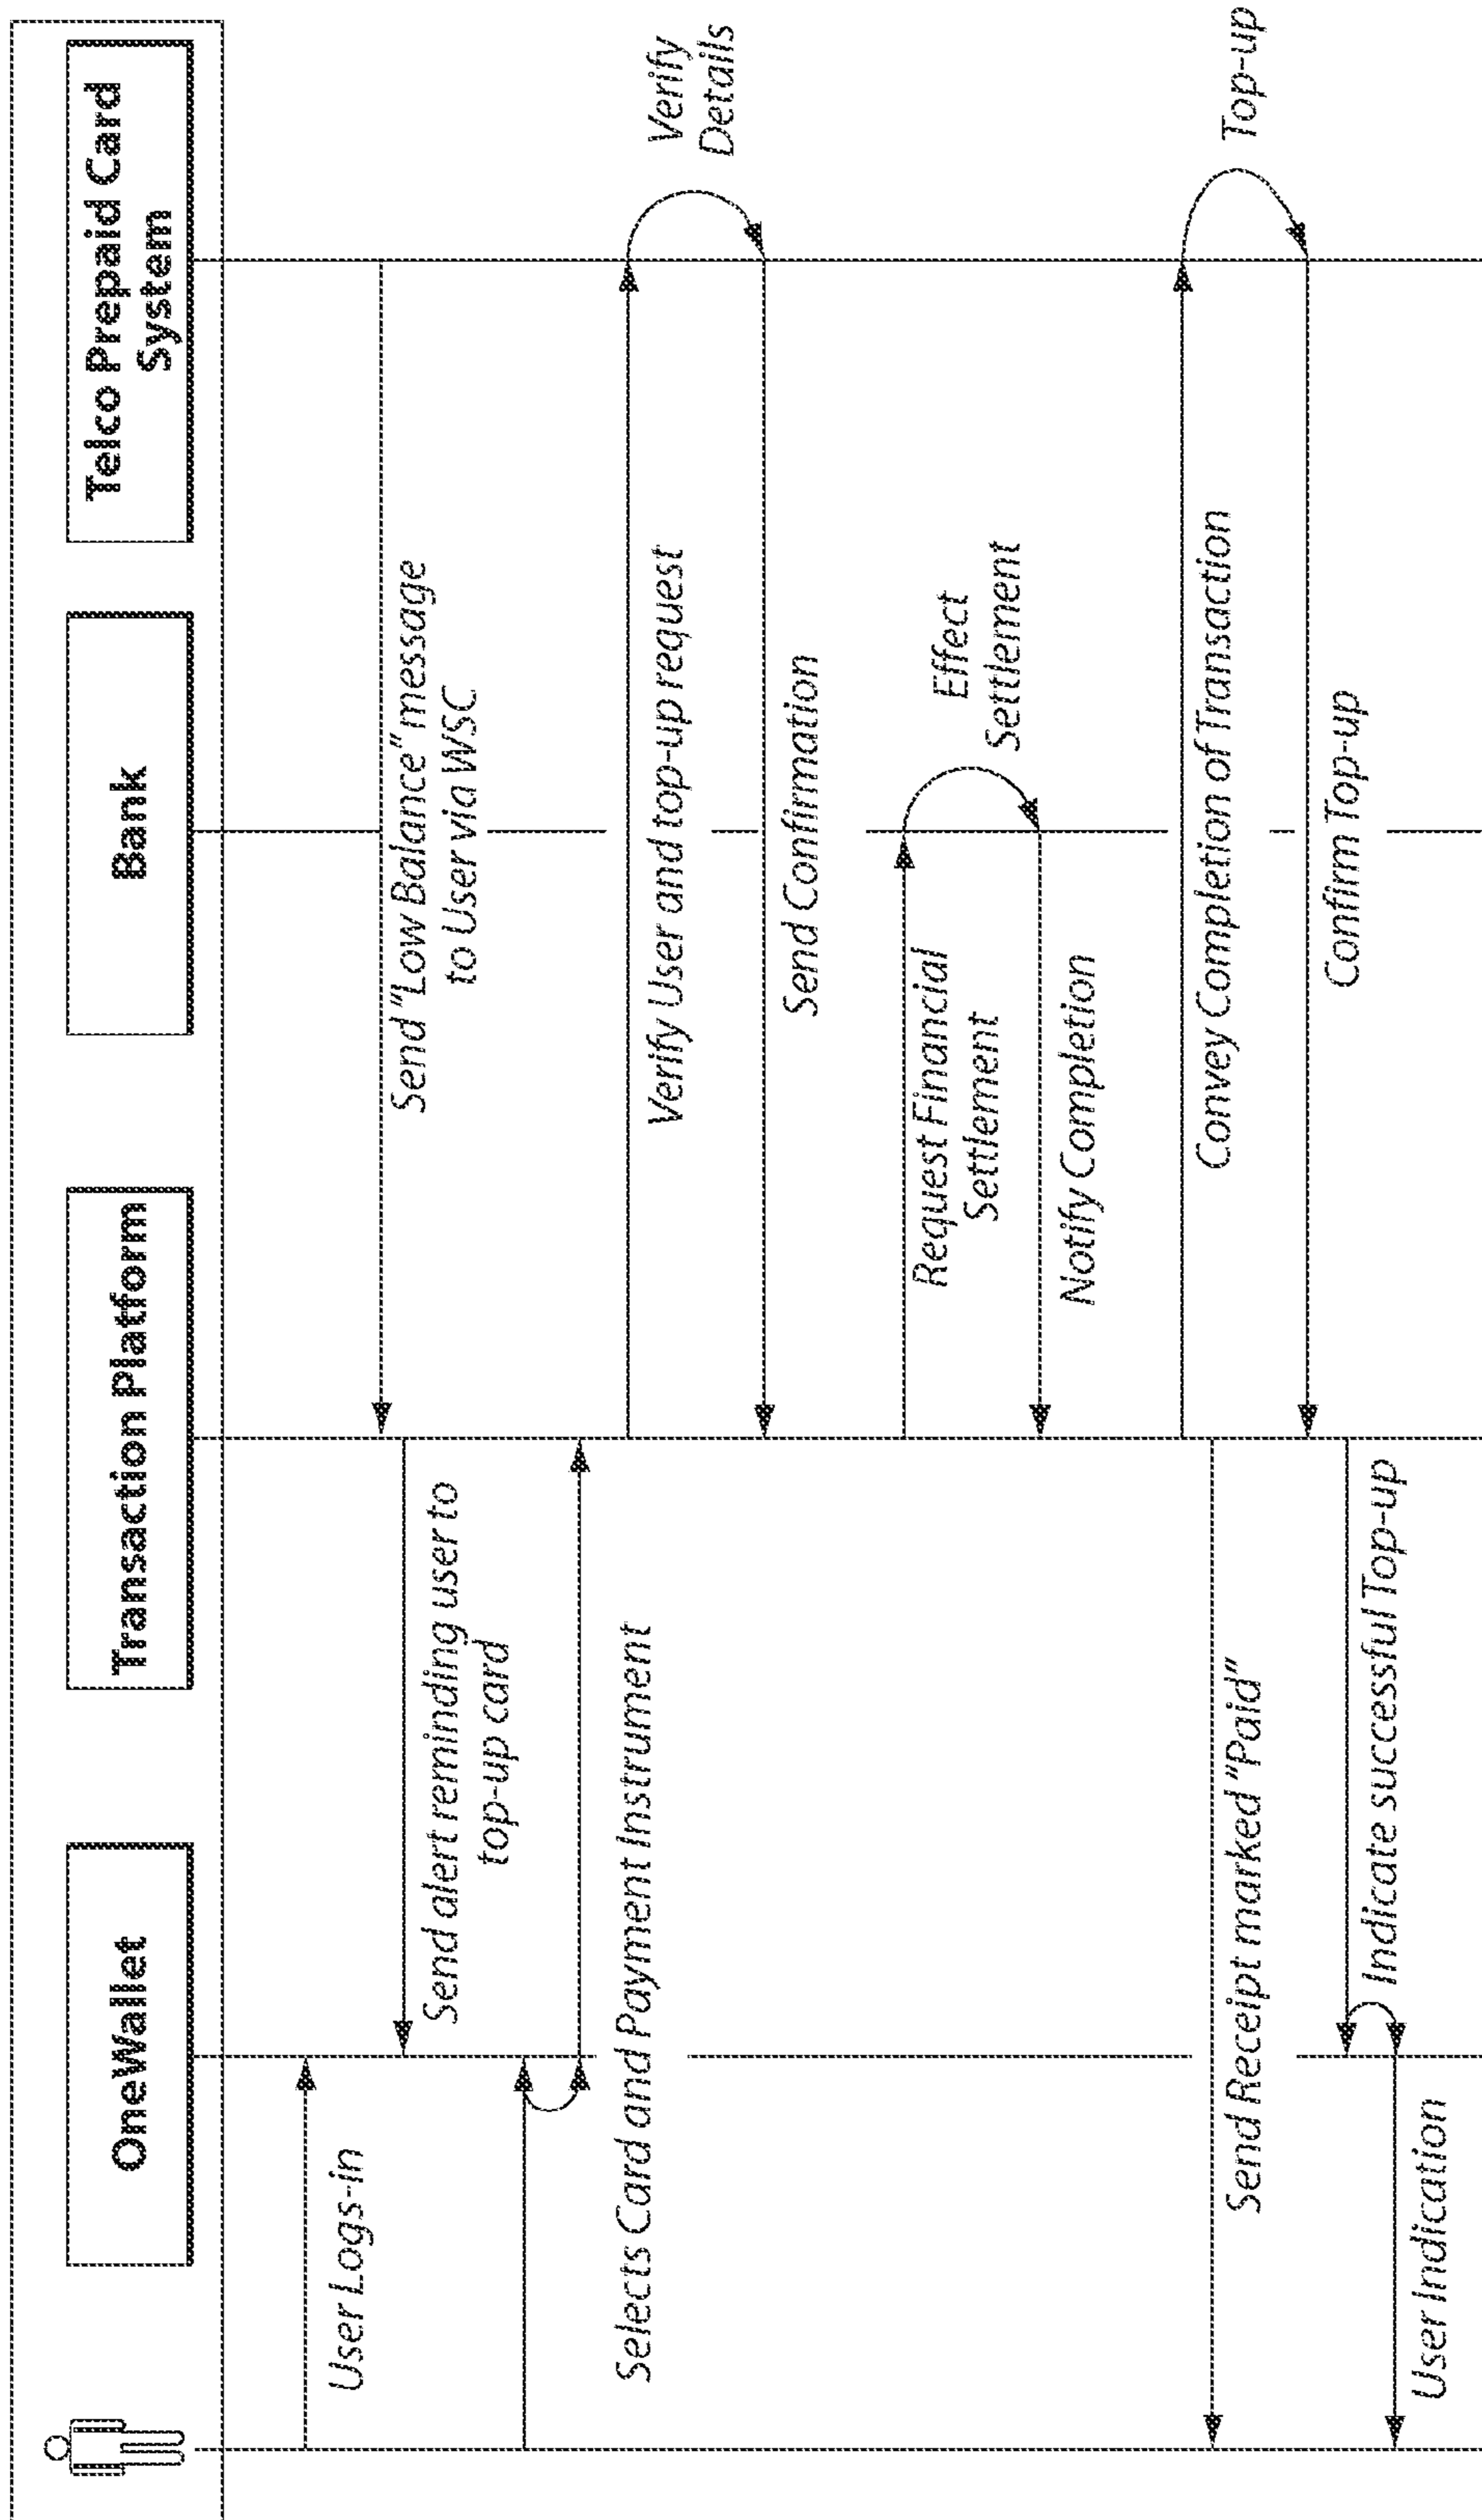 OneWallet
Transaction Platform
Bank
Telco Prepaid Card
System
User Logs-in
Send "Low Balance" message
to User via WSC
Send alert reminding user to
top-up card
Selects Card and Payment Instrument
Verify User and top-up request
Verify
Details
Send Confirmation
Request Financial
Settlement
Effect
Settlement
Notify Completion
Convey Completion of Transaction
Send Receipt marked "Paid"
Top-up
Confirm Top-up
Indicate successful Top-up
User Indication